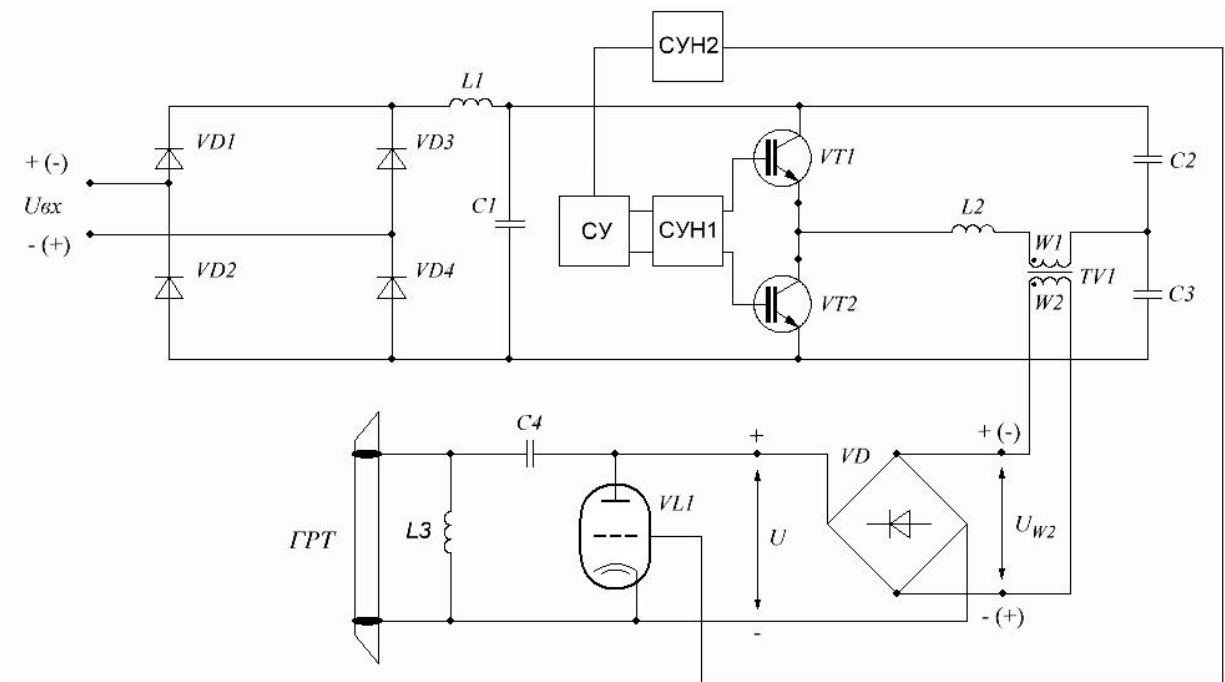 СУН2
L1
VD1
VD3
+ (-)
VT1
C2
Uвх
C1
L2
СУ
СУН1
W1
- (+)
VD2
VD4
TV1
VT2
W2
C3
C4
+
VD
+ (-)
VL1
ГРТ
L3
U
UW2
-
- (+)